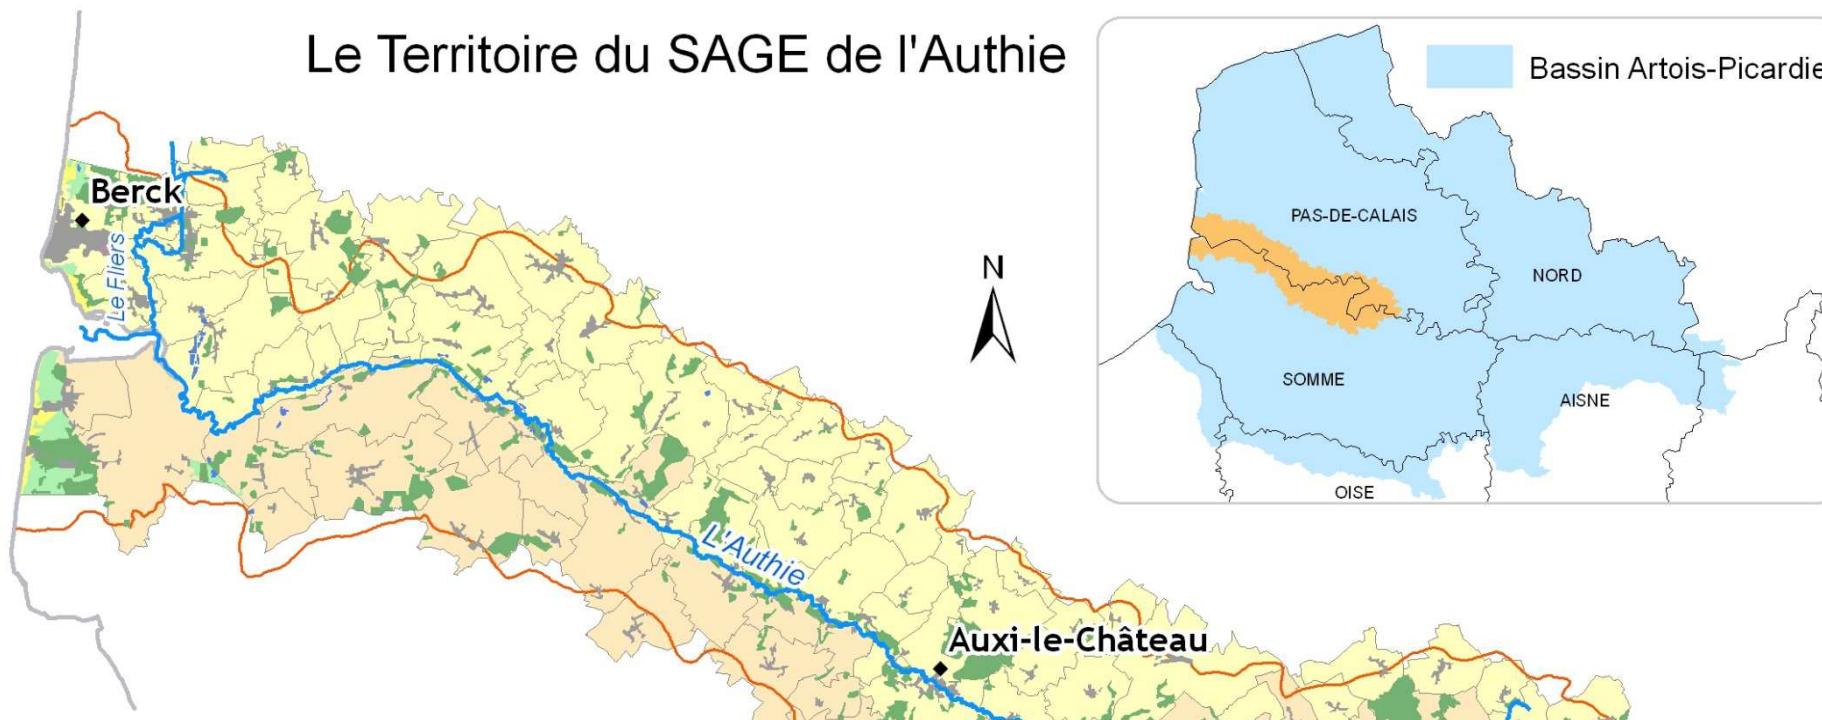 Le Territoire du SAGE de l'Authie
Bassin Artois-Picardie
Berck
Le Fliers
PAS-DE-CALAIS
N
NORD
SOMME
AISNE
OISE
L'Authie
Auxi-le-Château